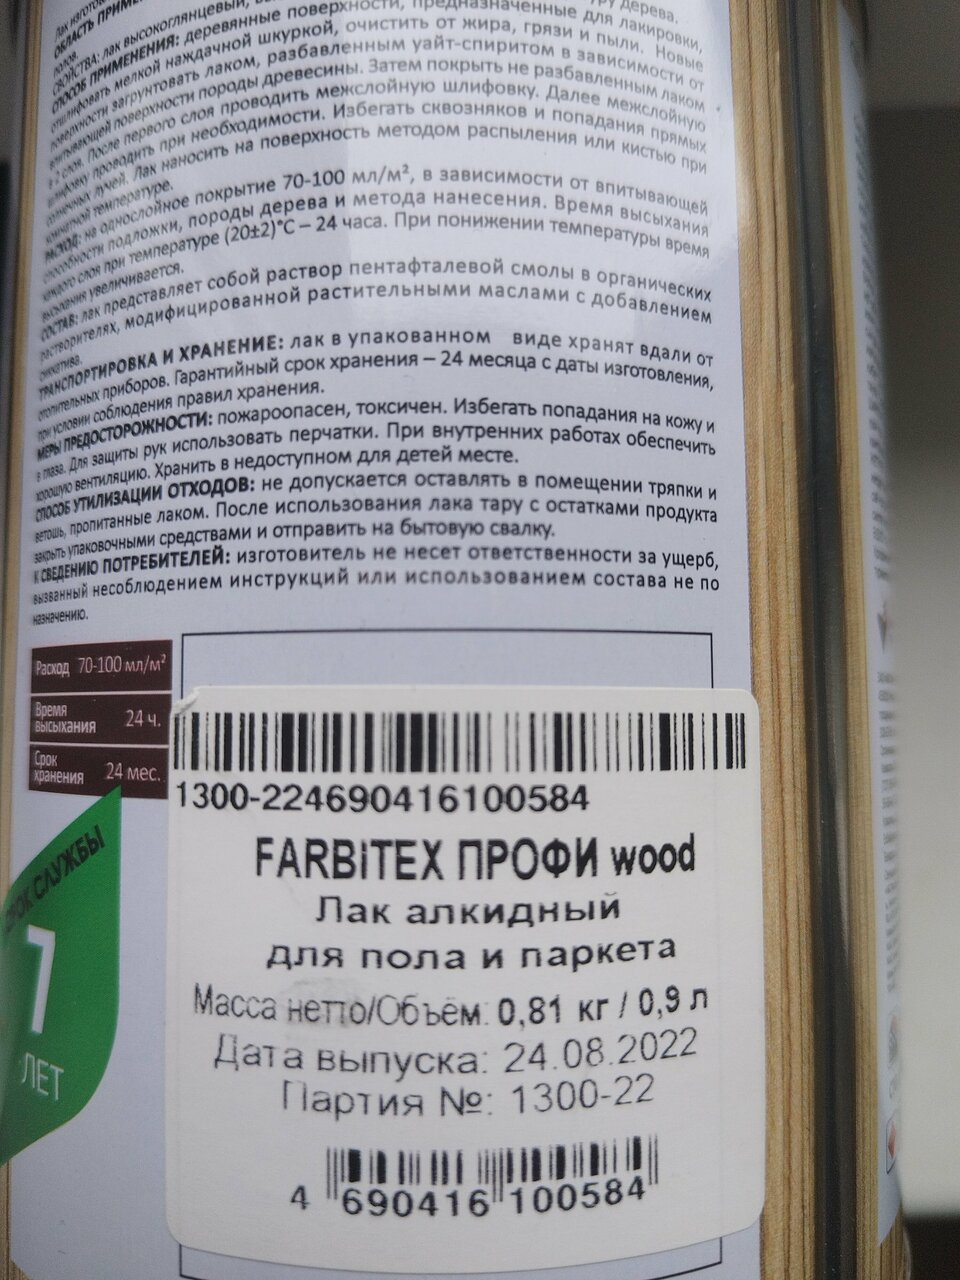 Лак изготов
уру дерева.
ОБЛАСТЬ ПРИМЕН
поверхности, предназначенные для лакировки,
полов.
СВОЙСТВА: лак высокоглянцевый,
СПОСОБ ПРИМЕНЕНИЯ: деревянные поверхности, предназначенные для лакировки,
отшлифовать мелкой наждачной шкуркой, очистить от жира, грязи и пыли. Новые
поверхности загрунтовать лаком, разбавленным уайт-спиритом в зависимости от
впитывающей поверхности породы древесины. Затем покрыть не разбавленным лаком
в 2 слоя. После первого слоя проводить межслойную шлифовку. Далее межслойную
шлифовку проводить при необходимости. Избегать сквозняков и попадания прямых
солнечных лучей. Лак наносить на поверхность методом распыления или кистью при
комнатной температуре.
РАСХОД: на однослойное покрытие 70-100 мл/м², в зависимости от впитывающей
способности подложки, породы дерева и метода нанесения. Время высыхания
каждого слоя при температуре (20±2)°С – 24 часа. При понижении температуры время
высыхания увеличивается.
СОСТАВ: лак представляет собой раствор пентафталевой смолы в органических
растворителях, модифицированной растительными маслами с добавлением
сиккатива.
ТРАНСПОРТИРОВКА И ХРАНЕНИЕ: лак в упакованном виде хранят вдали от
отопительных приборов. Гарантийный срок хранения – 24 месяца с даты изготовления,
при условии соблюдения правил хранения.
МЕРЫ ПРЕДОСТОРОЖНОСТИ: пожароопасен, токсичен. Избегать попадания на кожу и
в глаза. Для защиты рук использовать перчатки. При внутренних работах обеспечить
хорошую вентиляцию. Хранить в недоступном для детей месте.
СПОСОБ УТИЛИЗАЦИИ ОТХОДОВ: не допускается оставлять в помещении тряпки и
ветошь, пропитанные лаком. После использования лака тару с остатками продукта
закрыть упаковочными средствами и отправить на бытовую свалку.
К СВЕДЕНИЮ ПОТРЕБИТЕЛЕЙ: изготовитель не несет ответственности за ущерб,
вызванный несоблюдением инструкций или использованием состава не по
назначению.
Расход 70-100 мл/м²
Время высыхания 24 ч.
Срок хранения 24 мес.
СРОК СЛУЖБЫ
7
ЛЕТ
1300-224690416100584
FARBiTEX ПРОФИ wood
Лак алкидный
для пола и паркета
Масса нетто/Объём: 0,81 кг / 0,9 л
Дата выпуска: 24.08.2022
Партия №: 1300-22
4 690416 100584